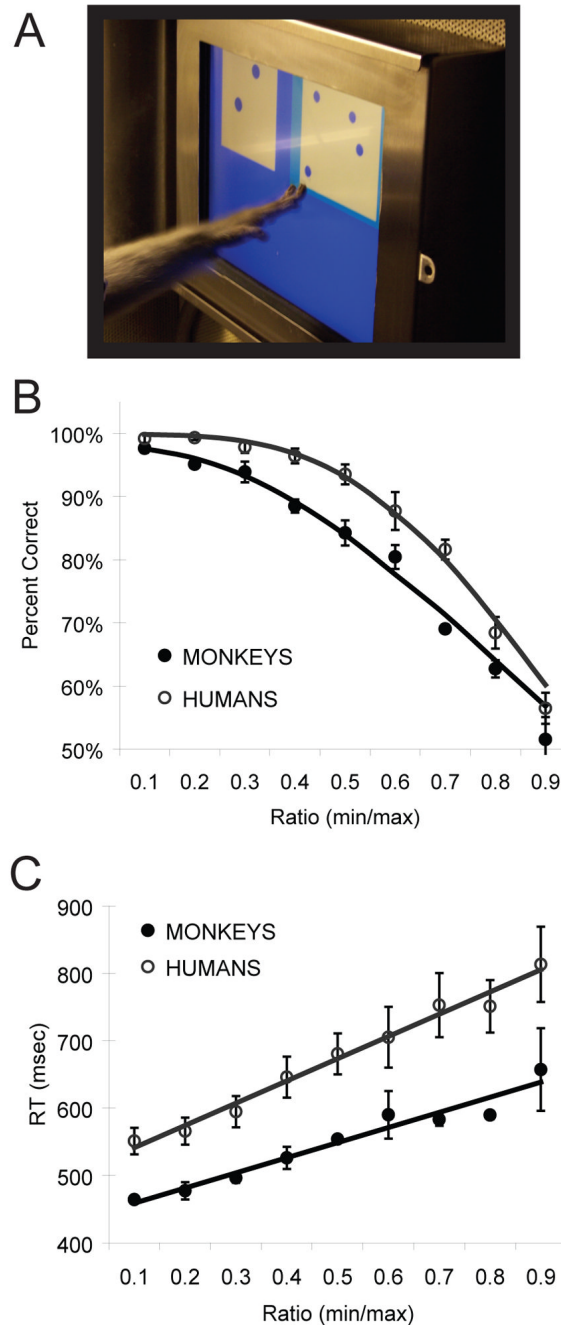 A
B
100%
90%
80%
70%
60%
50%
Percent Correct
MONKEYS
HUMANS
0.1 0.2 0.3 0.4 0.5 0.6 0.7 0.8 0.9
Ratio (min/max)
C
900
800
700
600
500
400
RT (msec)
MONKEYS
HUMANS
0.1 0.2 0.3 0.4 0.5 0.6 0.7 0.8 0.9
Ratio (min/max)